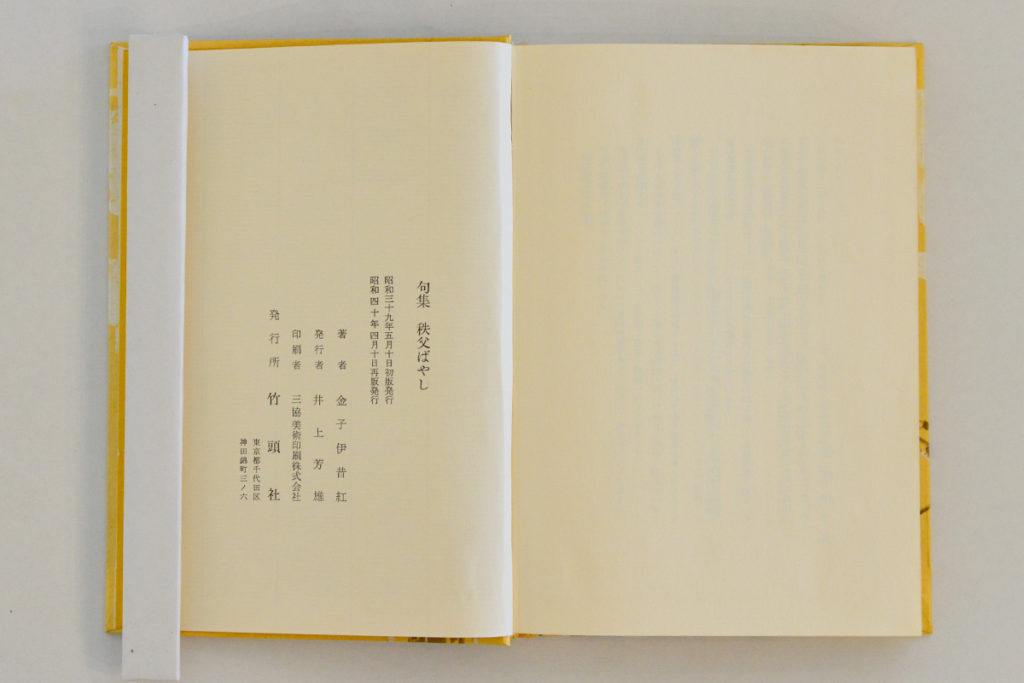 句集 秩父ばやし
昭和三十九年五月十日初版発行
昭和四十年四月十日再版発行
著者 金子伊昔紅
発行者 井上芳雄
印刷者 三協美術印刷株式会社
発行所 竹頭社
東京都千代田区
神田錦町三ノ六